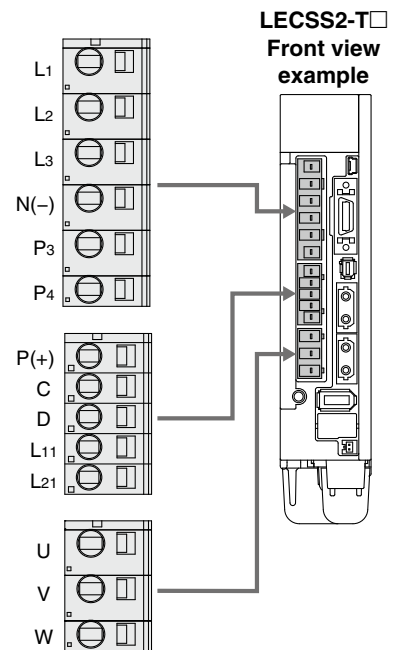 LECSS2-T□
Front view
example
L1
L2
L3
N(−)
P3
P4
P(+)
C
D
L11
L21
U
V
W